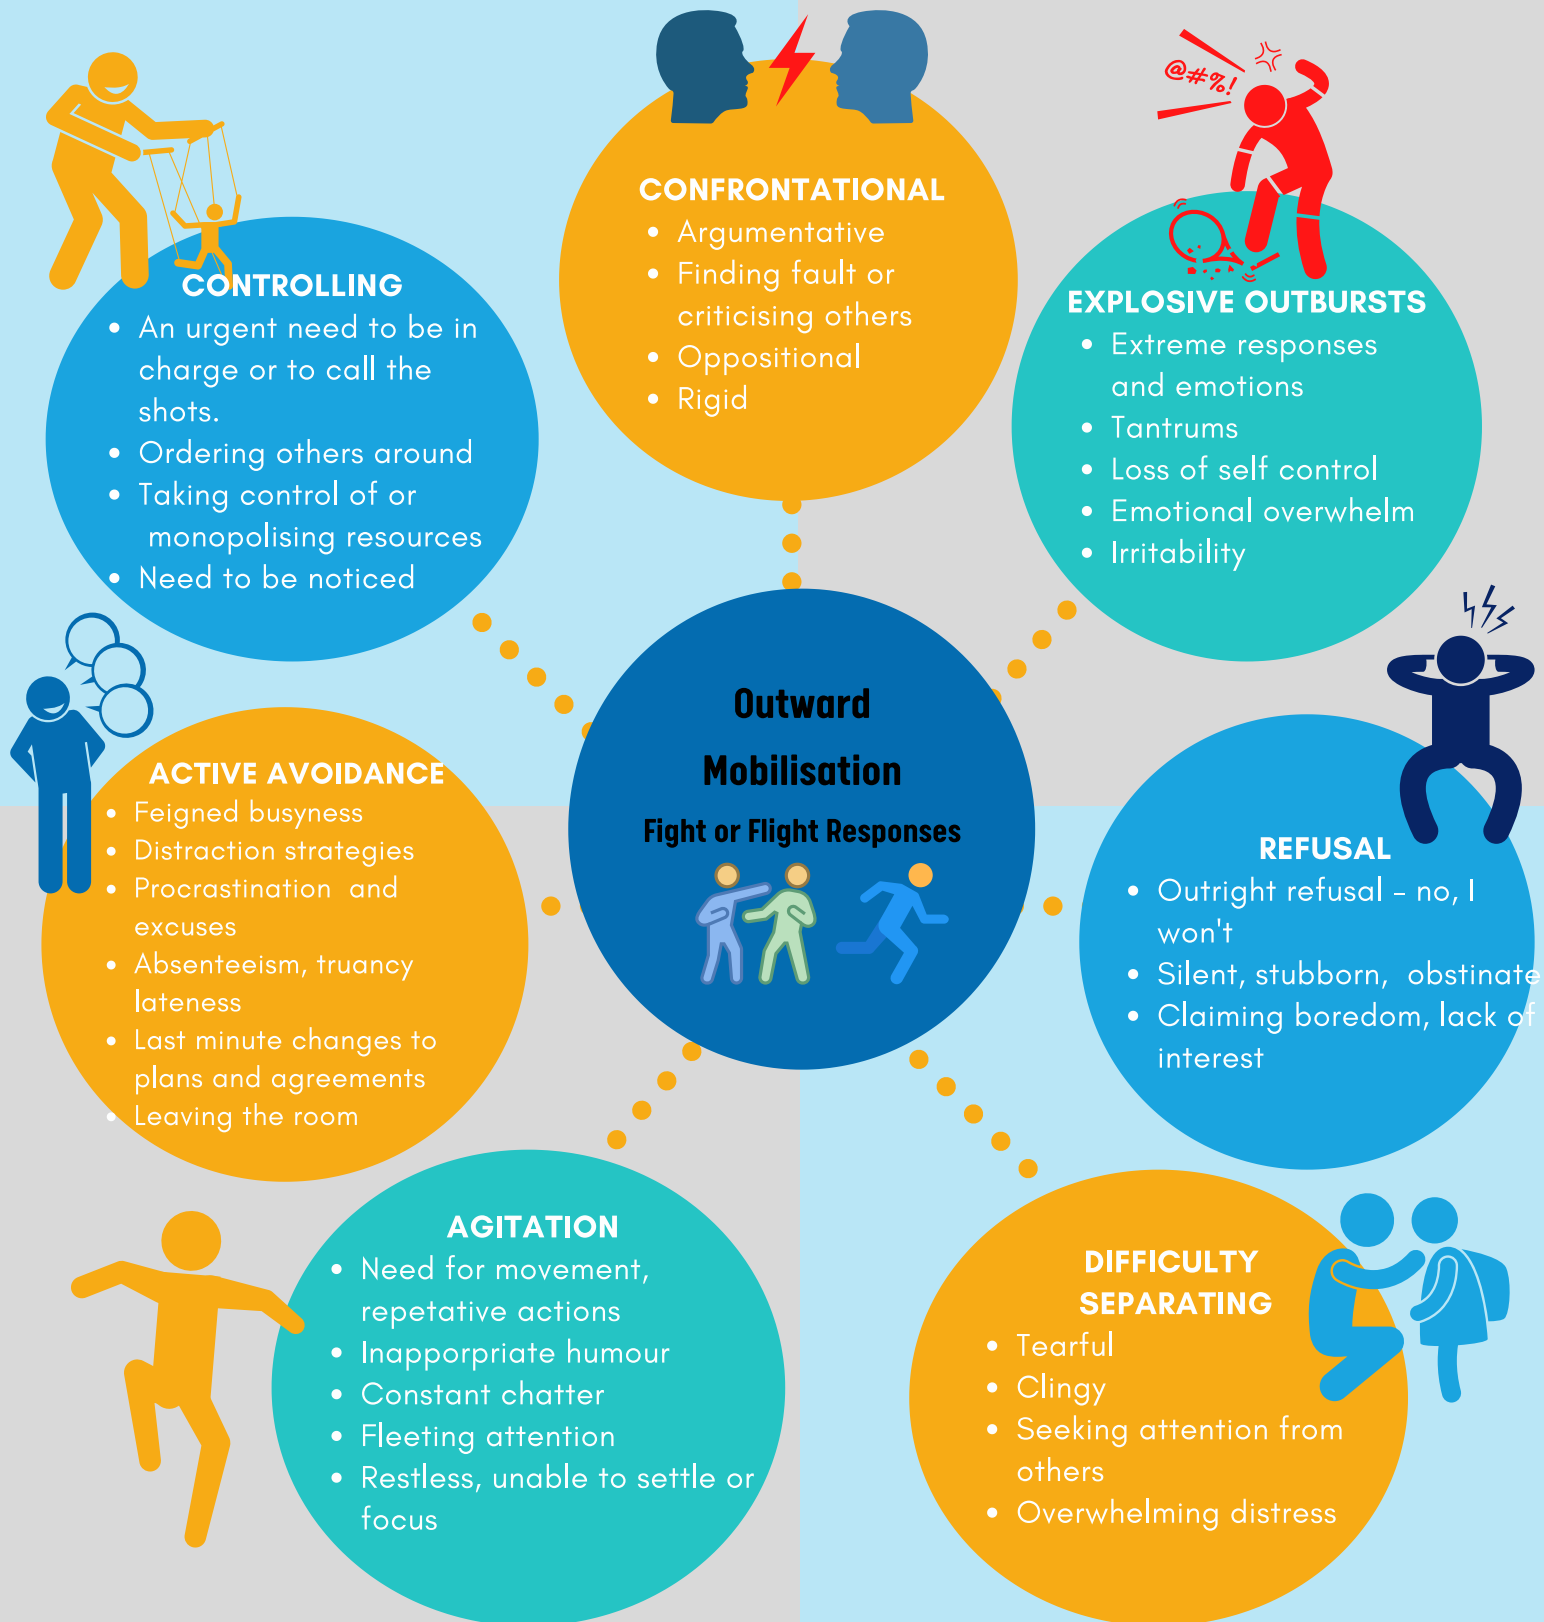 @#%!
CONFRONTATIONAL
• Argumentative
• Finding fault or
criticising others
• Oppositional
• Rigid
CONTROLLING
• An urgent need to be in
charge or to call the
shots.
• Ordering others around
• Taking control of or
monopolising resources
• Need to be noticed
EXPLOSIVE OUTBURSTS
• Extreme responses
and emotions
• Tantrums
• Loss of self control
• Emotional overwhelm
• Irritability
Outward
Mobilisation
Fight or Flight Responses
ACTIVE AVOIDANCE
• Feigned busyness
• Distraction strategies
• Procrastination and
excuses
• Absenteeism, truancy
lateness
• Last minute changes to
plans and agreements
• Leaving the room
REFUSAL
• Outright refusal - no, I
won't
• Silent, stubborn, obstinate
• Claiming boredom, lack of
interest
AGITATION
• Need for movement,
repetative actions
• Inapporpriate humour
• Constant chatter
• Fleeting attention
• Restless, unable to settle or
focus
DIFFICULTY
SEPARATING
• Tearful
• Clingy
• Seeking attention from
others
• Overwhelming distress